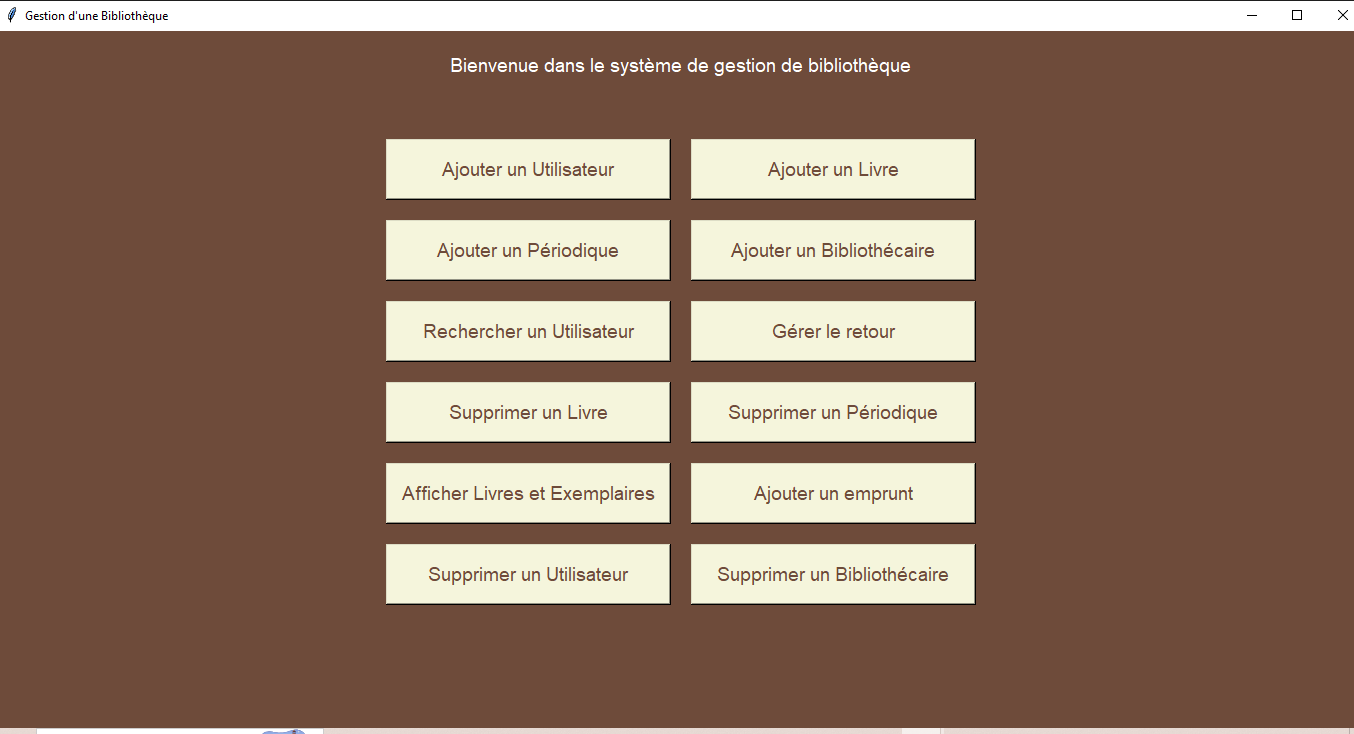 Gestion d'une Bibliothèque
Bienvenue dans le système de gestion de bibliothèque
Ajouter un Utilisateur
Ajouter un Livre
Ajouter un Périodique
Ajouter un Bibliothécaire
Rechercher un Utilisateur
Gérer le retour
Supprimer un Livre
Supprimer un Périodique
Afficher Livres et Exemplaires
Ajouter un emprunt
Supprimer un Utilisateur
Supprimer un Bibliothécaire